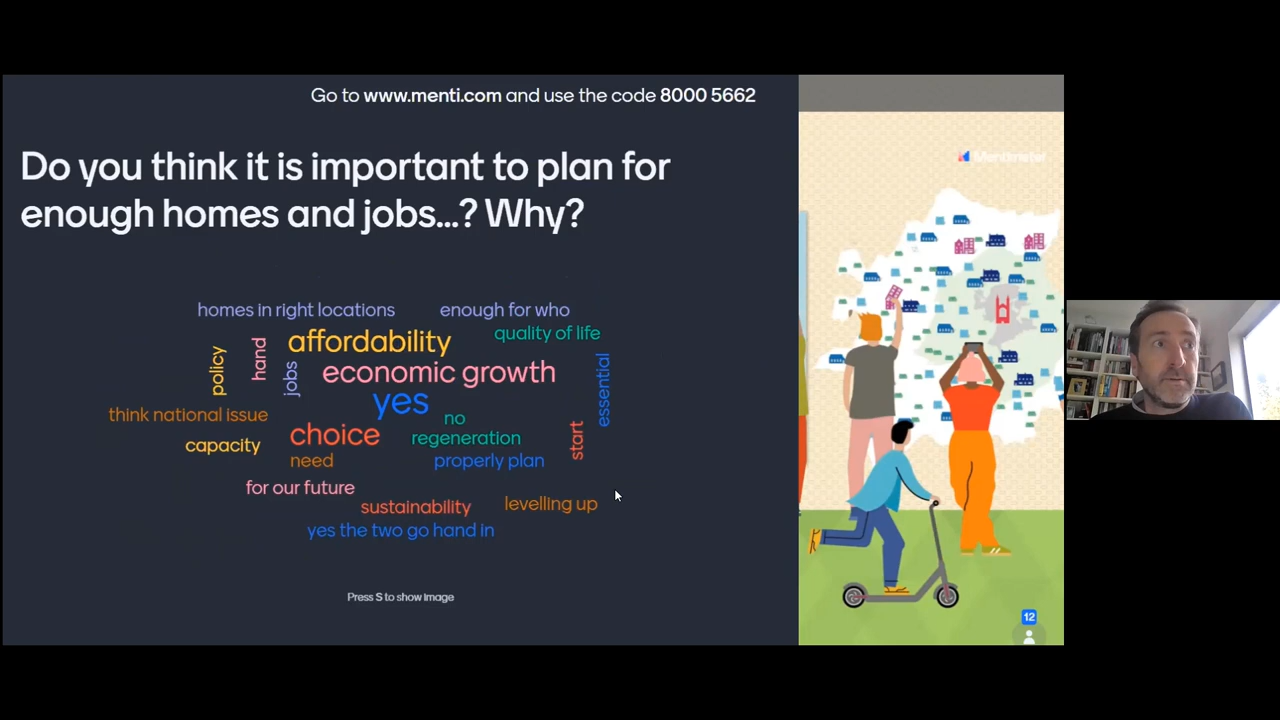 Go to www.menti.com and use the code 8000 5662
Mentimeter
Do you think it is important to plan for
enough homes and jobs...? Why?
homes in right locations
enough for who
quality of life
affordability
policy
hand
jobs
economic growth
essential
yes
think national issue
no
choice
regeneration
start
capacity
need
properly plan
for our future
sustainability
levelling up
yes the two go hand in
Press S to show image
12